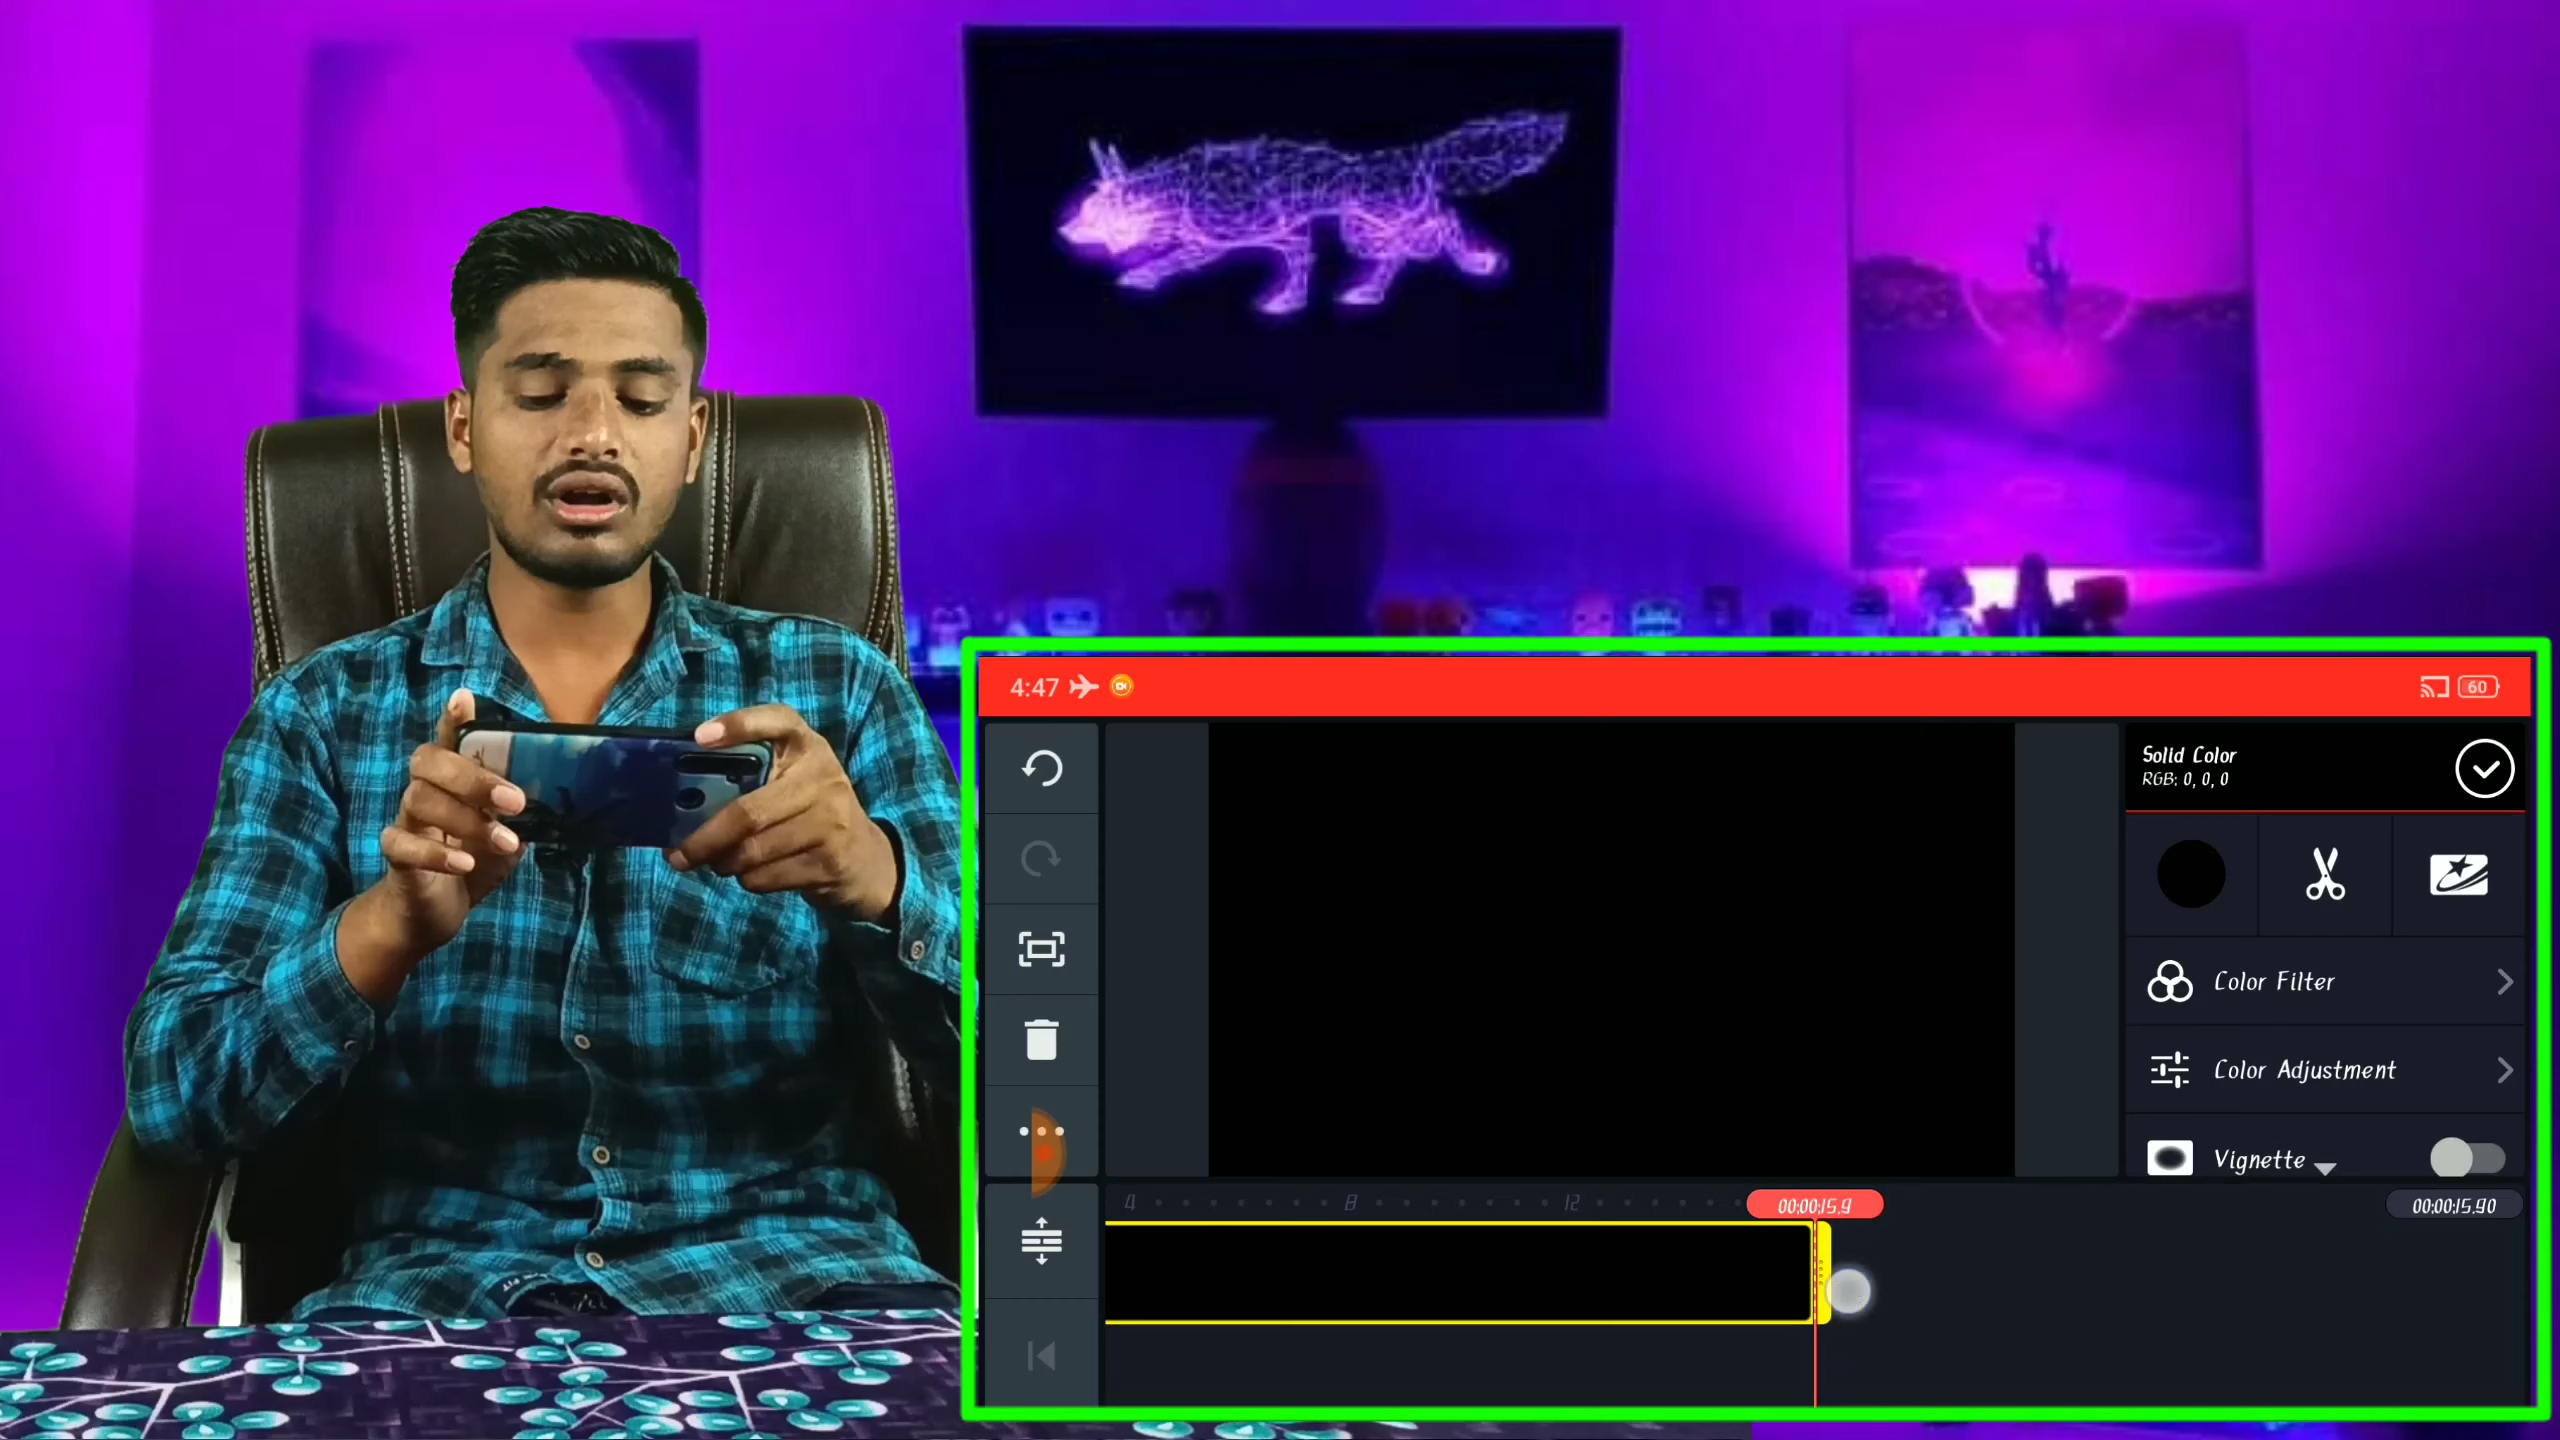 4:47
60
Solid Color
RGB: 0, 0, 0
Color Filter
Color Adjustment
Vignette
4
8
12
00:00:15.9
00:00:15.90